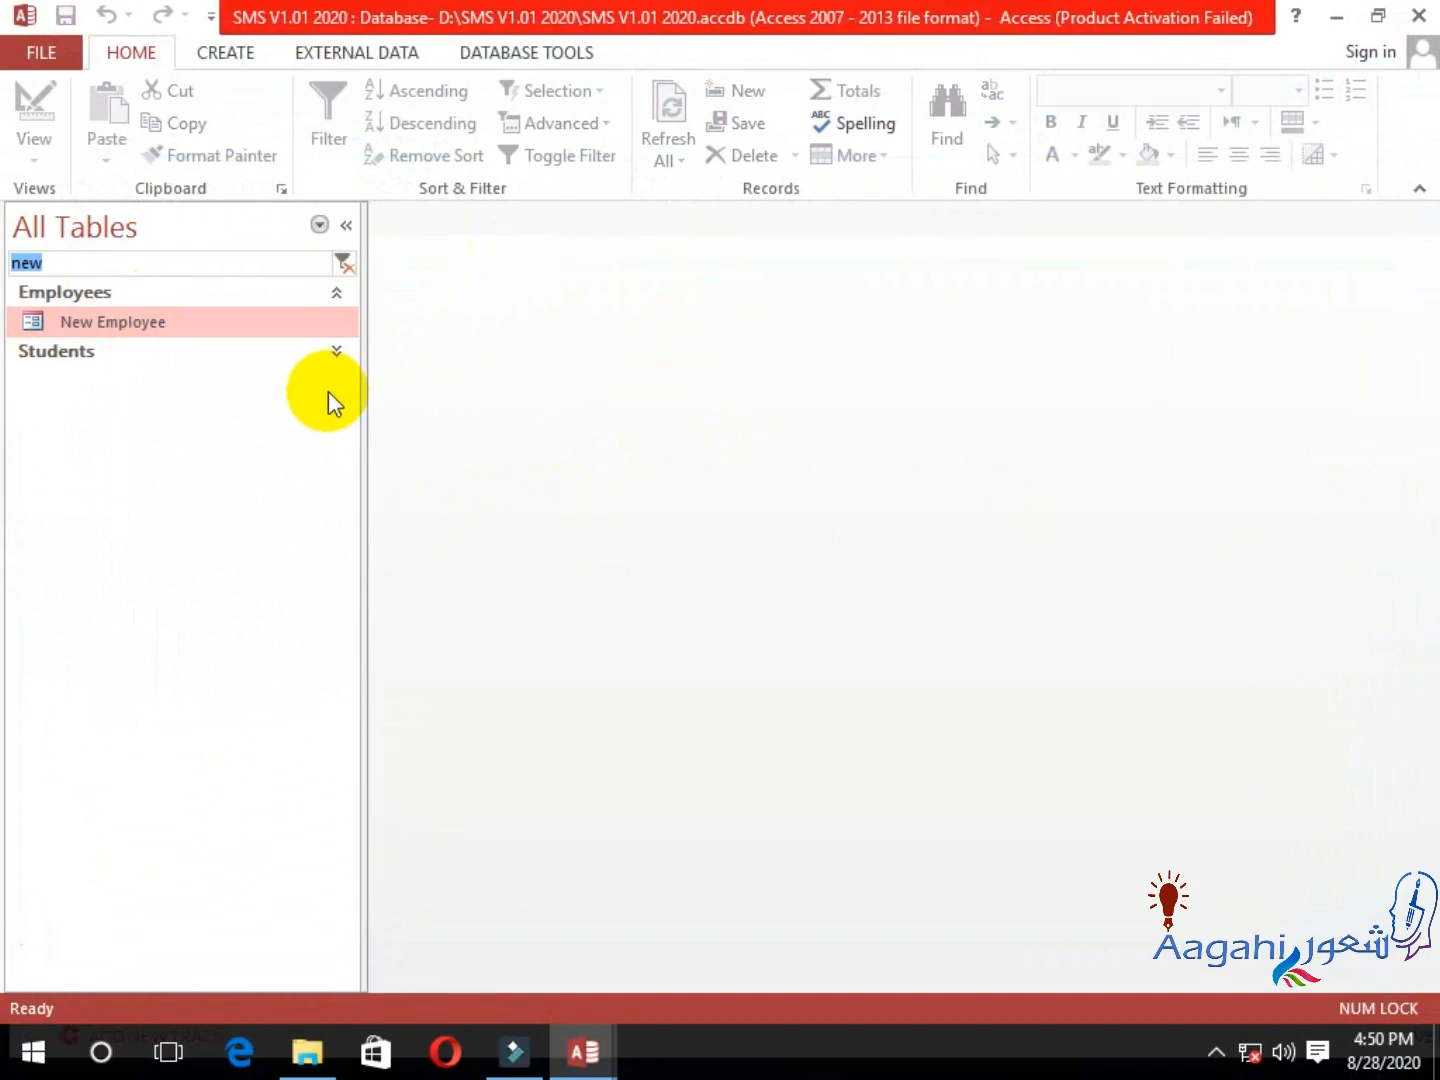 SMS V1.01 2020 : Database- D:\SMS V1.01 2020\SMS V1.01 2020.accdb (Access 2007 - 2013 file format) - Access (Product Activation Failed)
FILE HOME CREATE EXTERNAL DATA DATABASE TOOLS Sign in
View
Views
Paste
Cut
Copy
Format Painter
Clipboard
Filter
Ascending
Descending
Remove Sort
Selection
Advanced
Toggle Filter
Sort & Filter
Refresh
All
New
Save
Delete
Totals
Spelling
More
Records
Find
Find
Text Formatting
All Tables
new
Employees
New Employee
Students
Aagahi شعور
Ready NUM LOCK
4:50 PM
8/28/2020